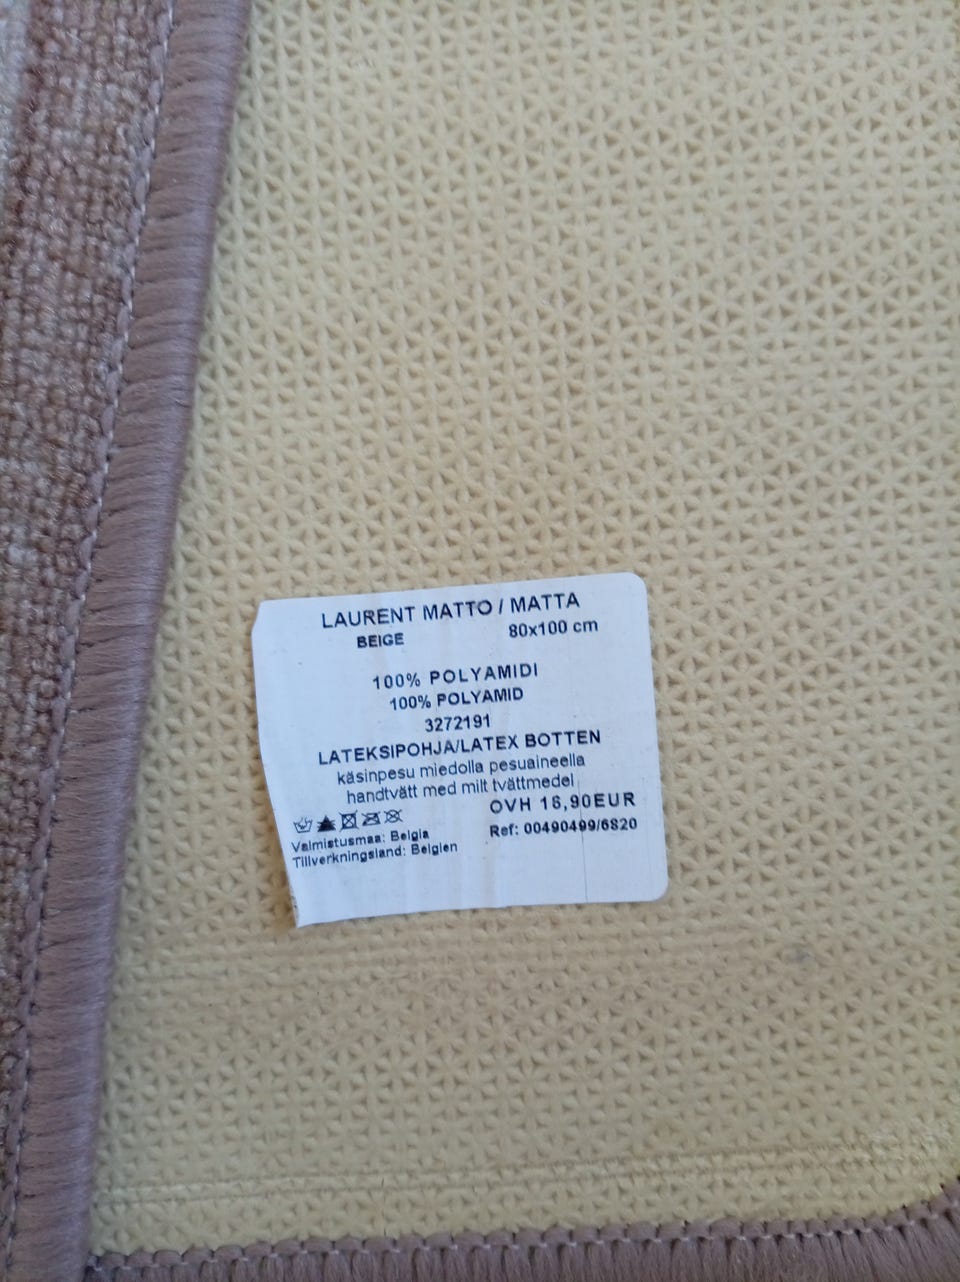 LAURENT MATTO / MATTA
BEIGE 80x100 cm
100% POLYAMIDI
100% POLYAMID
3272191
LATEKSIPOHJA/LATEX BOTTEN
käsinpesu miedolla pesuaineella
handtvätt med milt tvättmedel
OVH 16,90EUR
Valmistusmaa: Belgia
Ref: 00490499/6820
Tillverkningsland: Belgien